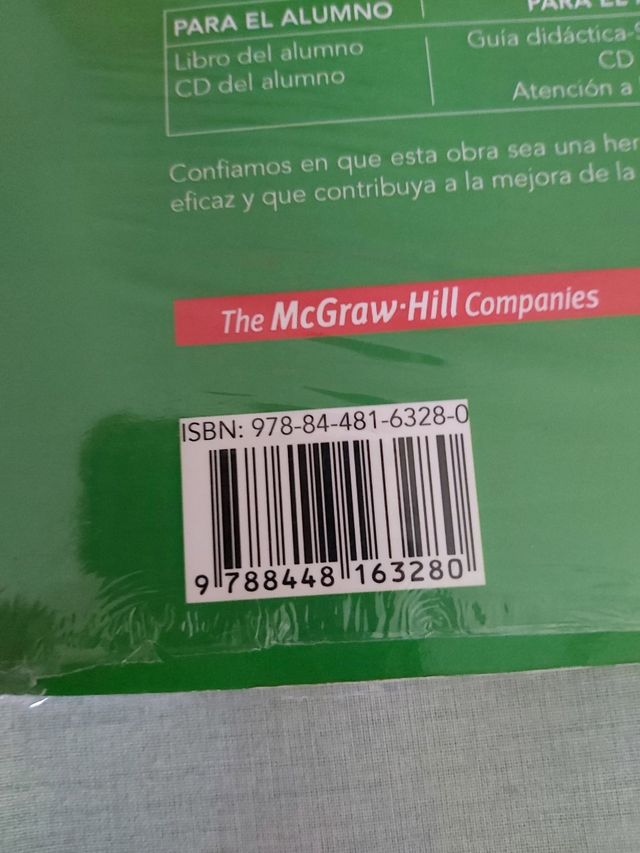 PARA EL ALUMNO
PARA EL
Libro del alumno
CD del alumno
Guía didáctica-
CD
Atención a
Confiamos en que esta obra sea una her
eficaz y que contribuya a la mejora de la
The McGraw·Hill Companies
ISBN: 978-84-481-6328-0
9 788448 163280